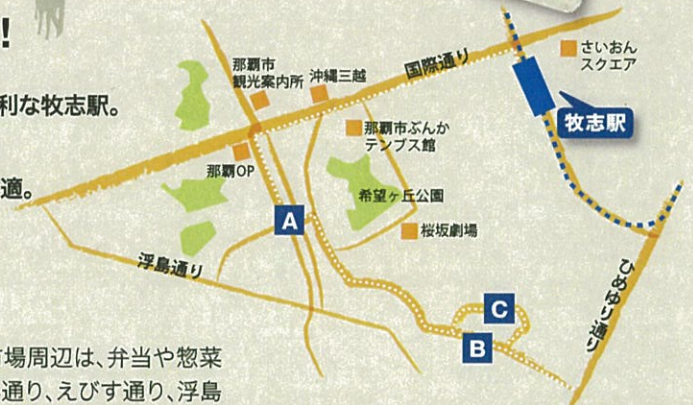 !
利な牧志駅。
適。
市場周辺は、弁当や惣菜
通り、えびす通り、浮島
那覇市
観光案内所
沖縄三越
国際通り
さいおん
スクエア
牧志駅
那覇市ぶんか
テンブス館
那覇OP
希望ヶ丘公園
A
桜坂劇場
浮島通り
ひめゆり通り
C
B